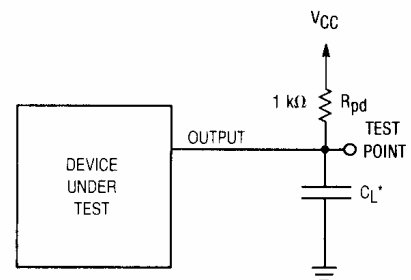 VCC
1 kΩ Rpd
TEST
POINT
OUTPUT
DEVICE
UNDER
TEST
CL*